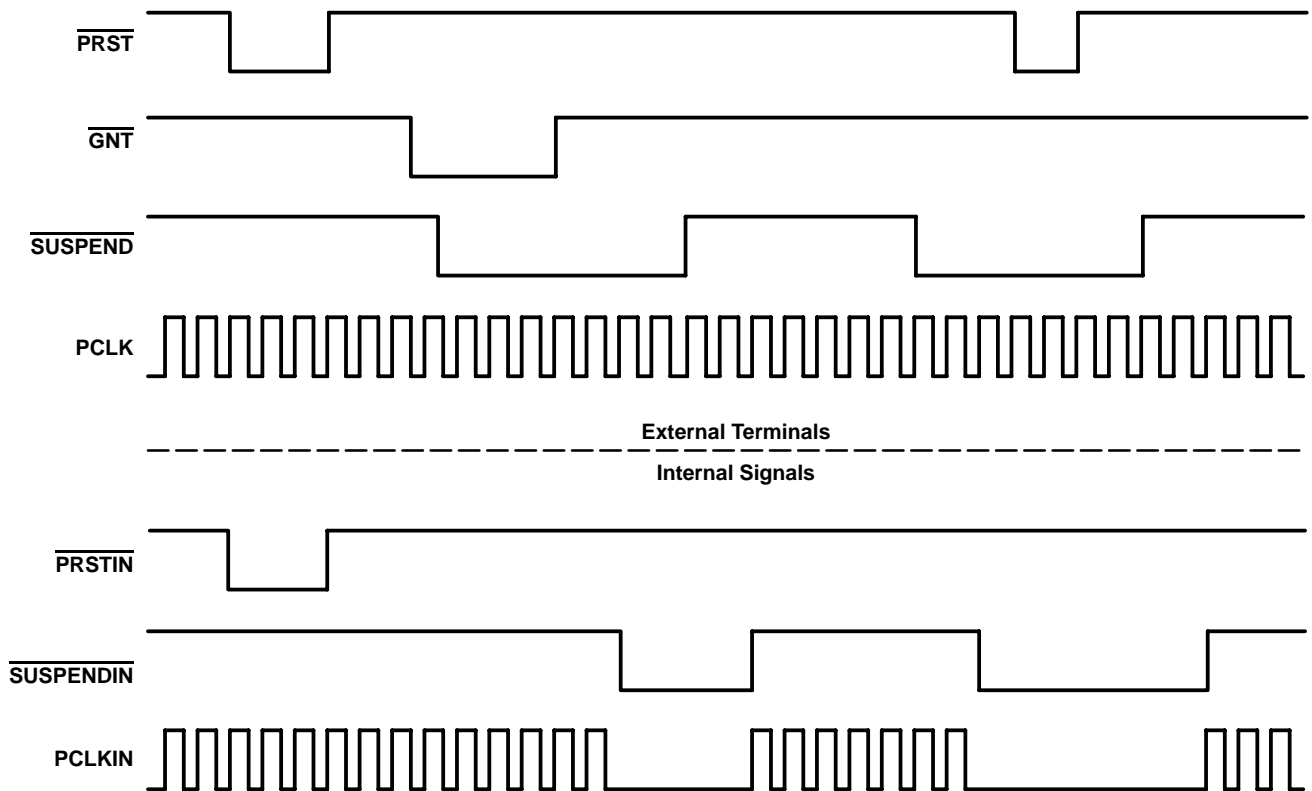 PRST
GNT
SUSPEND
PCLK
External Terminals
Internal Signals
PRSTIN
SUSPENDIN
PCLKIN